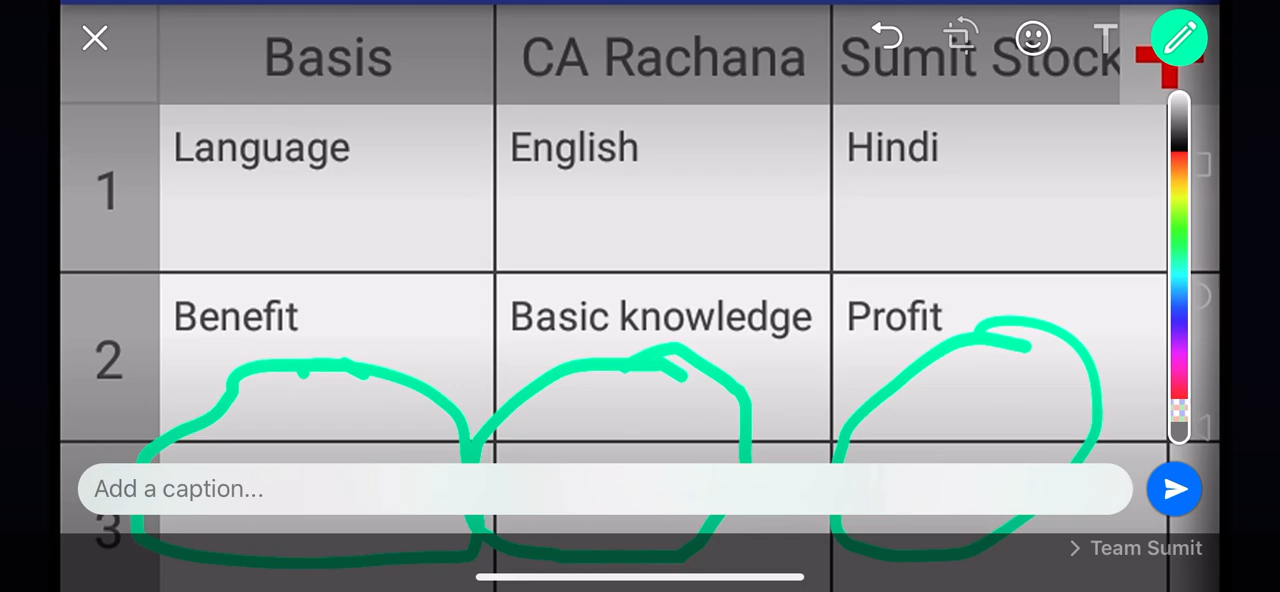 Basis CA Rachana Sumit Stock
1 Language English Hindi
2 Benefit Basic knowledge Profit
Add a caption...
3
Team Sumit